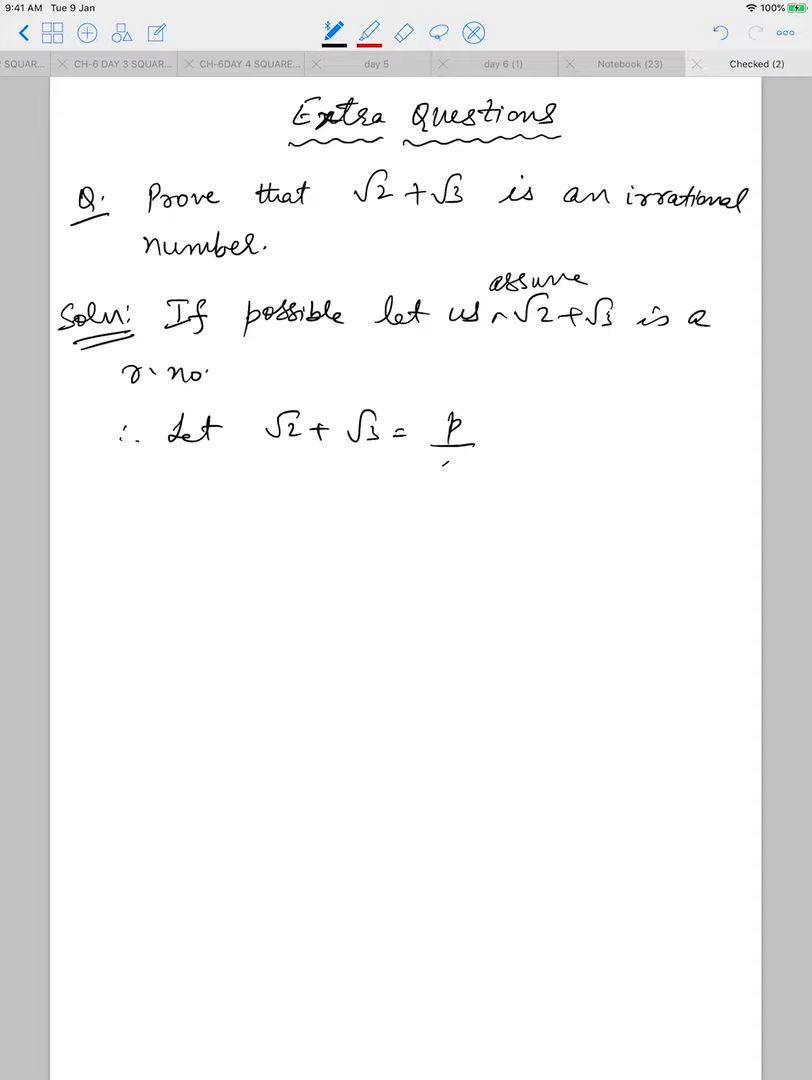 9:41 AM Tue 9 Jan
100%
SQUAR...
CH-6 DAY 3 SQUAR...
CH-6DAY 4 SQUARE...
day 5
day 6 (1)
Notebook (23)
Checked (2)
Extra Questions
Q. Prove that √2 + √3 is an irrational
number.
assume
Soln: If possible let us ^ √2 + √3 is a
r. no.
∴ Let √2 + √3 = p